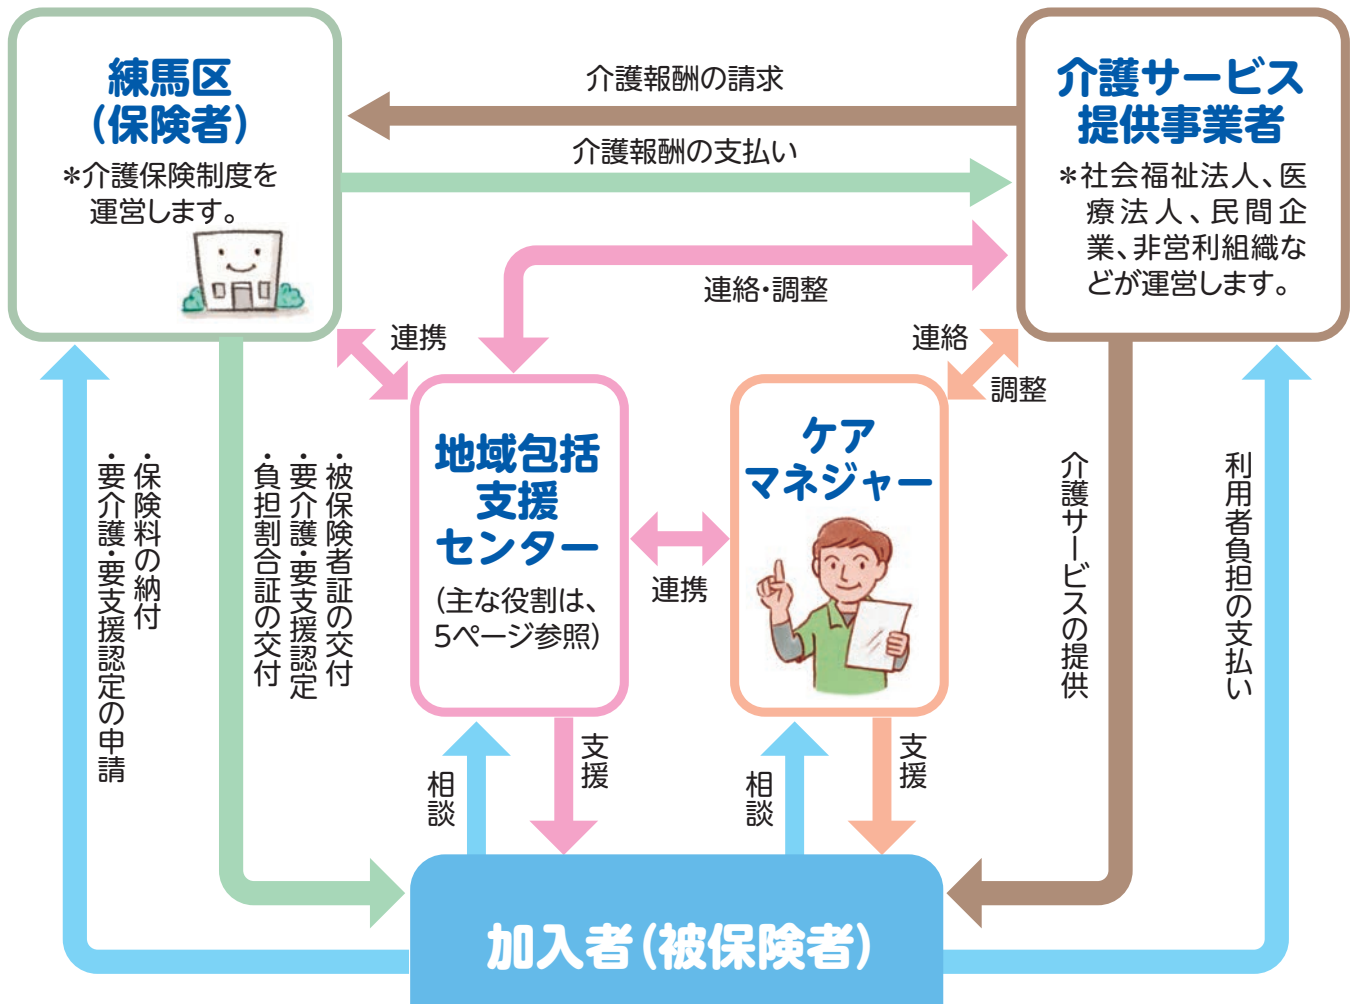 練馬区
(保険者)
＊介護保険制度を
運営します。
介護報酬の請求
介護報酬の支払い
介護サービス
提供事業者
＊社会福祉法人、医
療法人、民間企
業、非営利組織な
どが運営します。
連絡・調整
連携
連絡
調整
地域包括
支援
センター
(主な役割は、
5ページ参照)
連携
ケア
マネジャー
・保険料の納付
・要介護・要支援認定の申請
・被保険者証の交付
・要介護・要支援認定
・負担割合証の交付
介護サービスの提供
利用者負担の支払い
相談
支援
相談
支援
加入者(被保険者)